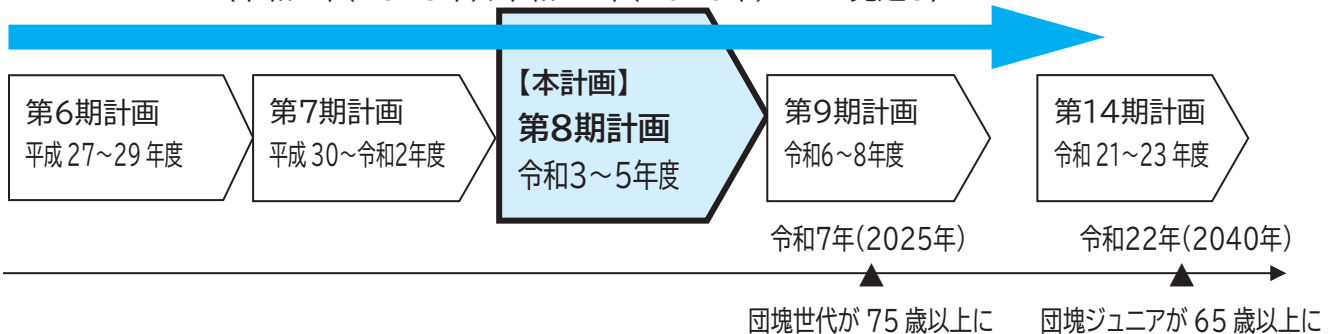 第6期計画
平成 27～29 年度
第7期計画
平成 30～令和2年度
【本計画】
第8期計画
令和3～5年度
第9期計画
令和6～8年度
第14期計画
令和 21～23 年度
令和7年(2025年)
令和22年(2040年)
団塊世代が 75 歳以上に
団塊ジュニアが 65 歳以上に